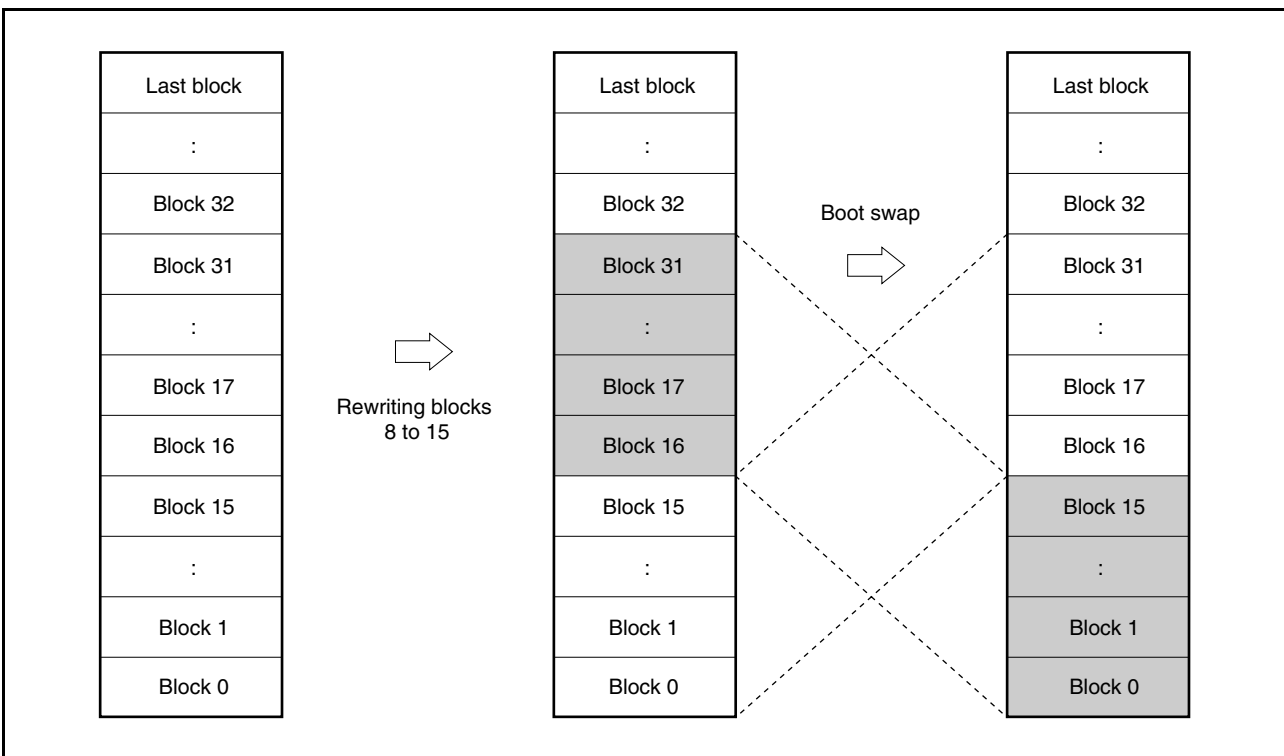 Last block
:
Block 32
Block 31
:
Block 17
Block 16
Block 15
:
Block 1
Block 0
Rewriting blocks
8 to 15
Last block
:
Block 32
Block 31
:
Block 17
Block 16
Block 15
:
Block 1
Block 0
Boot swap
Last block
:
Block 32
Block 31
:
Block 17
Block 16
Block 15
:
Block 1
Block 0